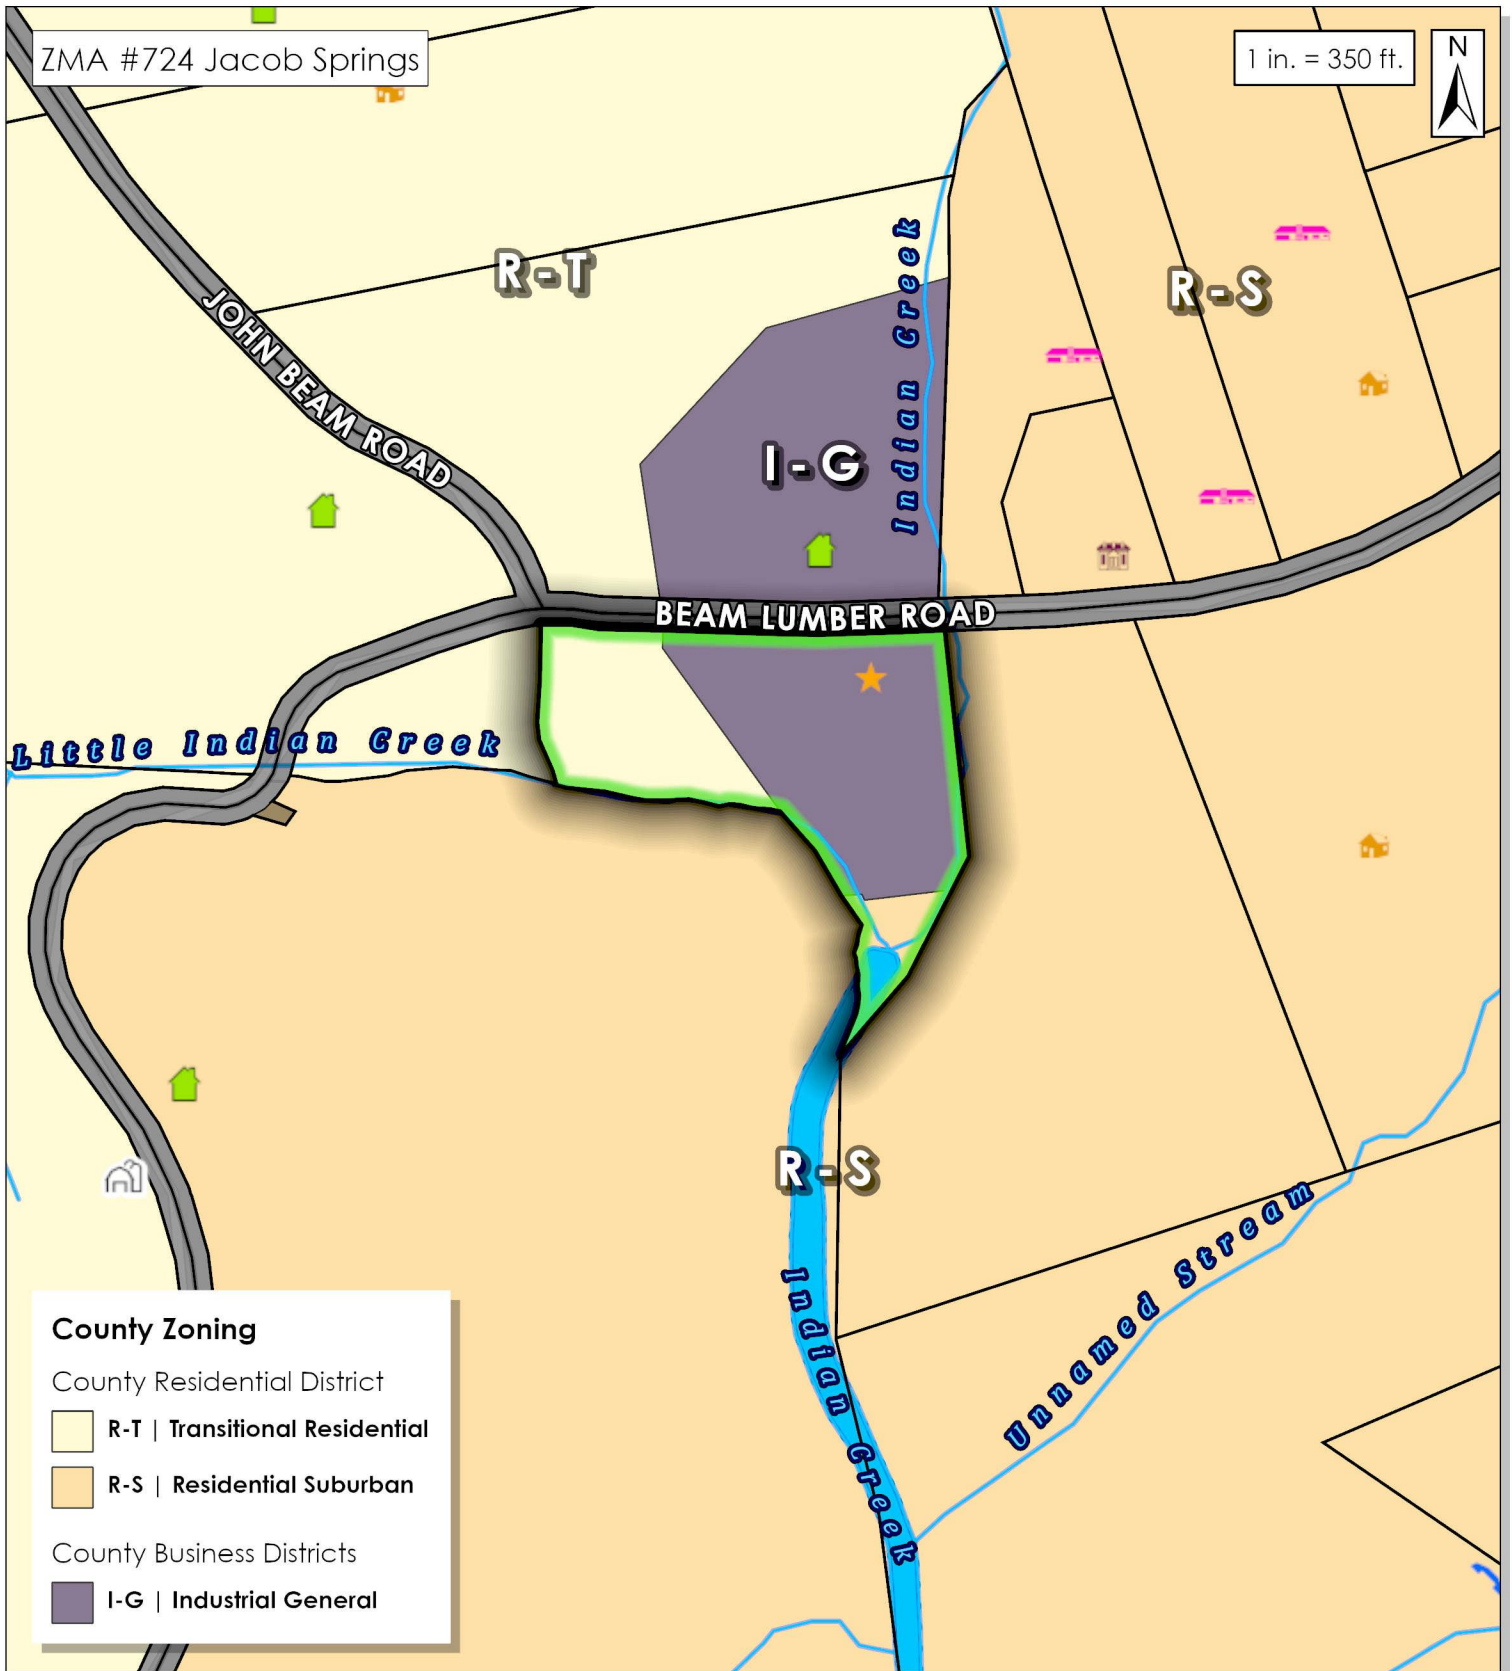 ZMA #724 Jacob Springs
1 in. = 350 ft.
N
R-T
R-S
JOHN BEAM ROAD
Indian Creek
I-G
BEAM LUMBER ROAD
Little Indian Creek
R-S
Unnamed Stream
Indian Creek
County Zoning
County Residential District
R-T | Transitional Residential
R-S | Residential Suburban
County Business Districts
I-G | Industrial General